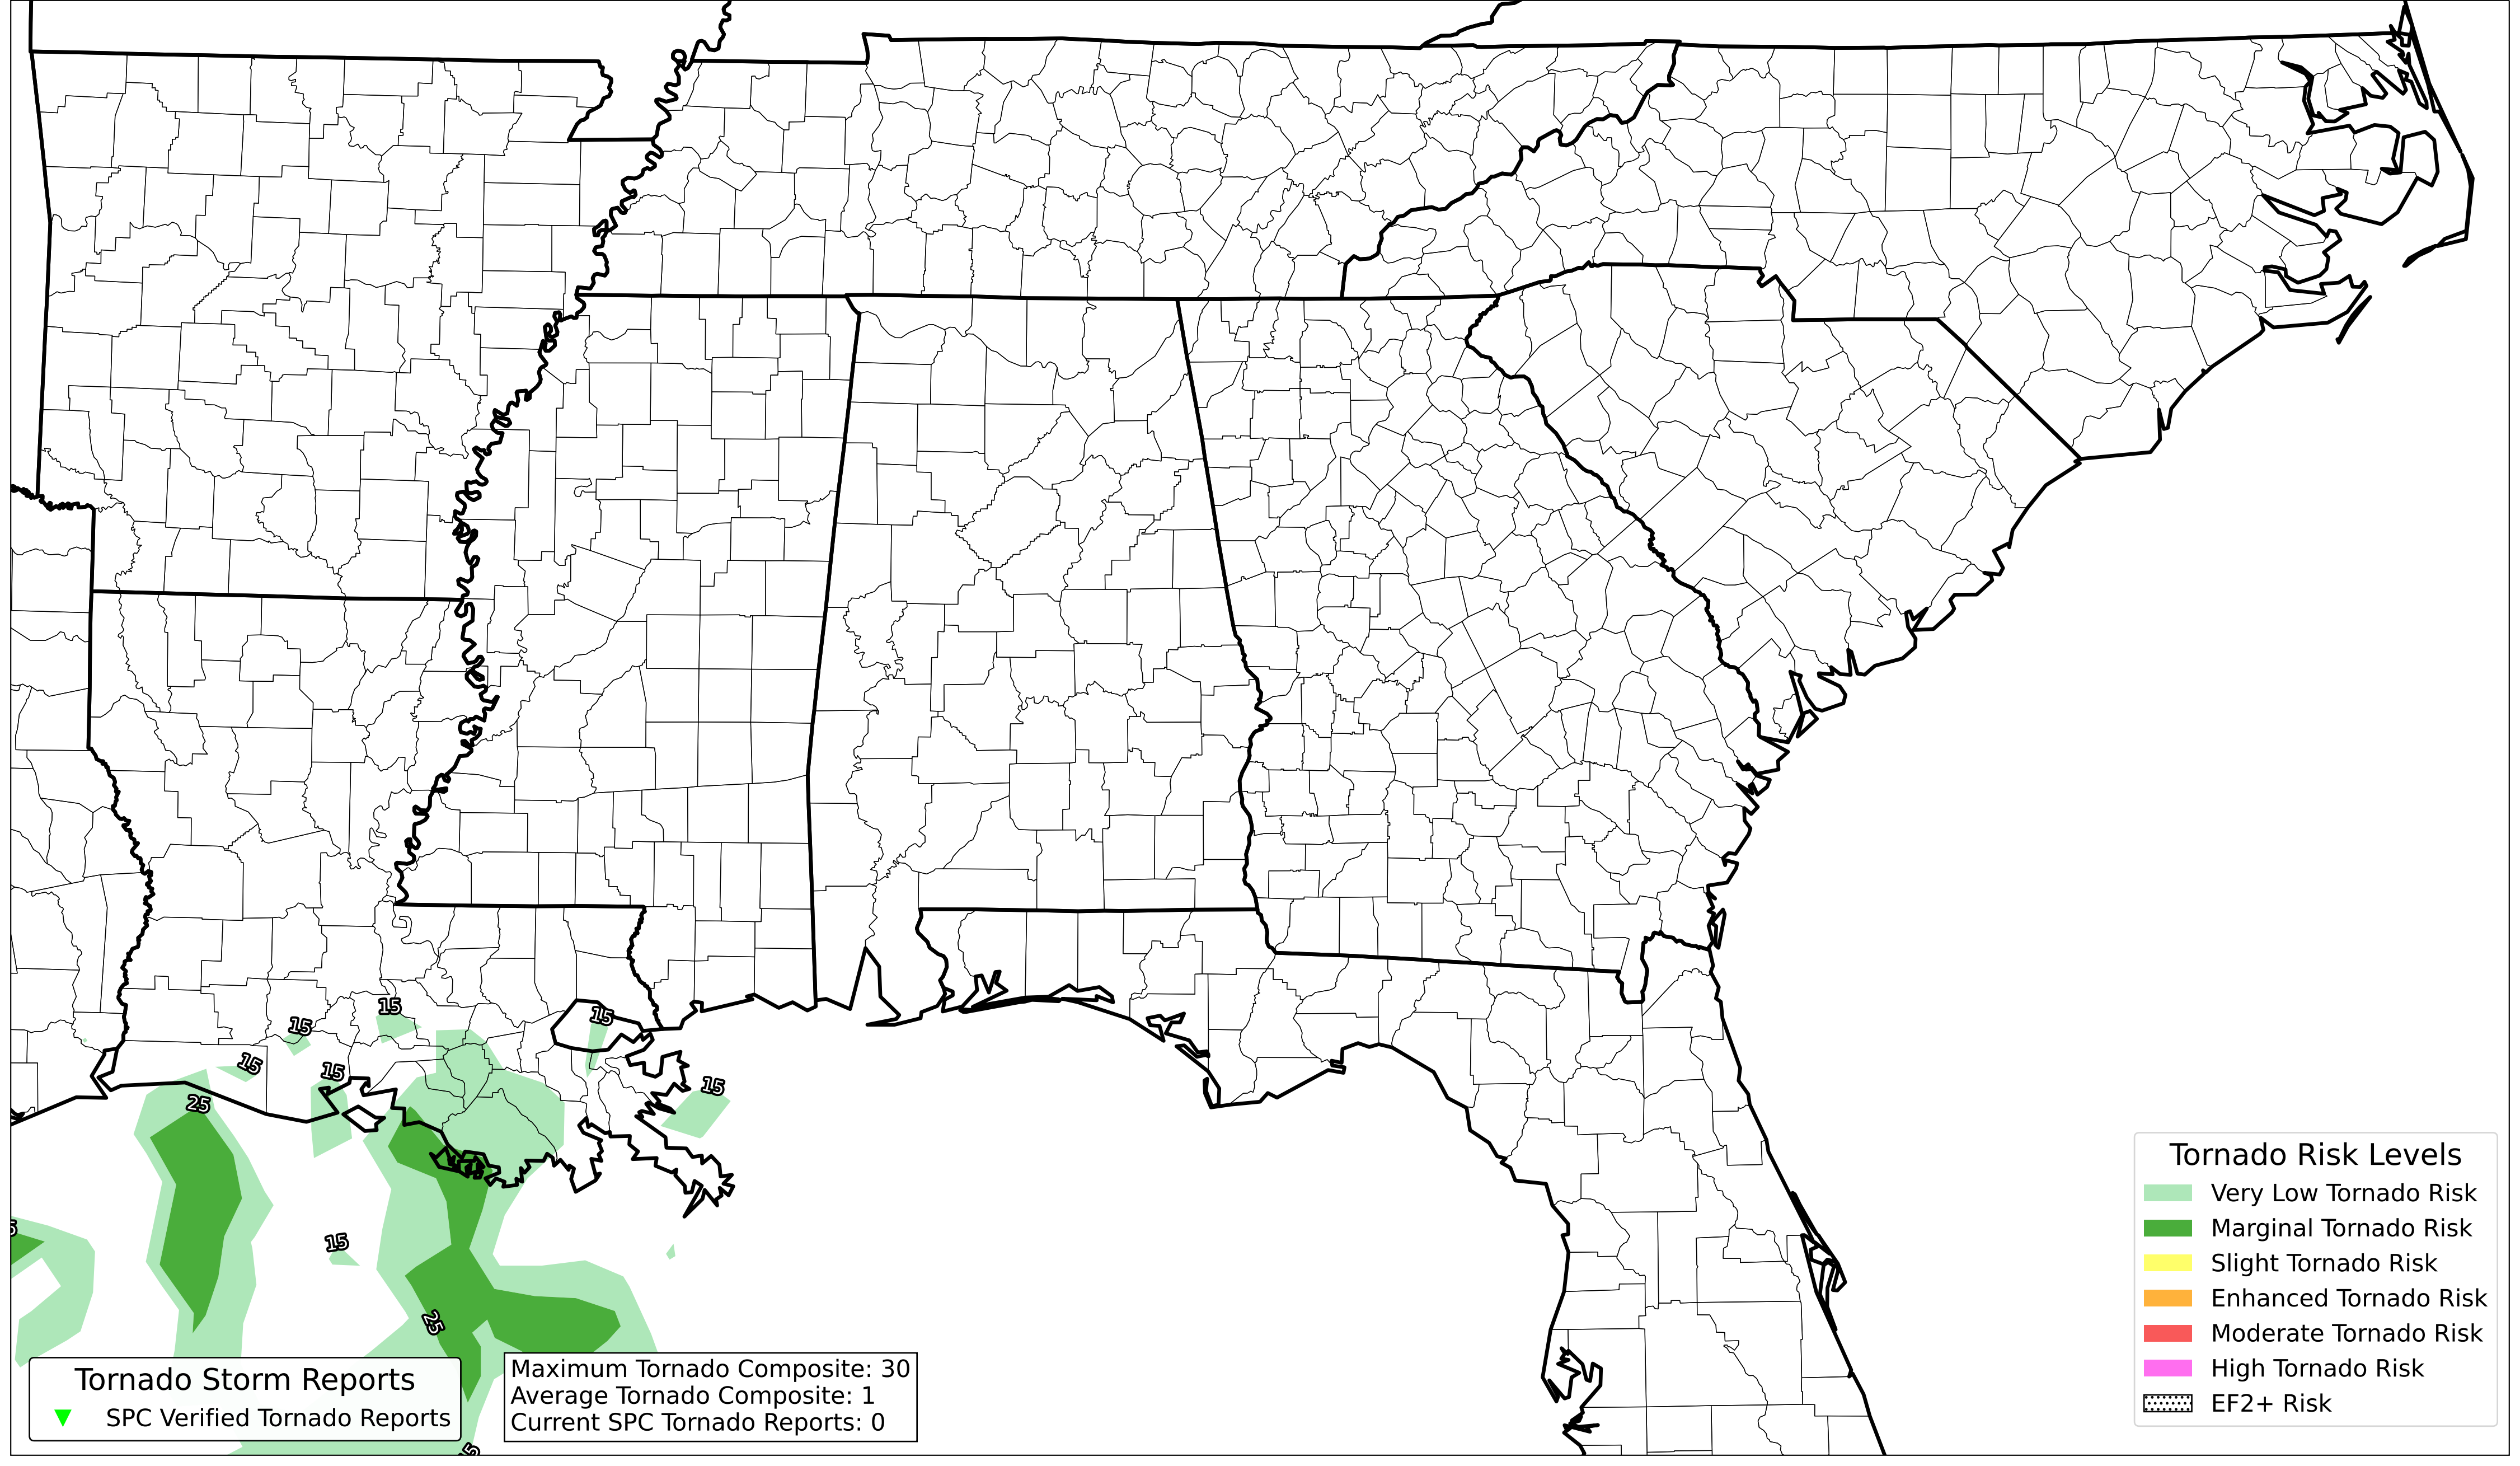 15
15
15
15
15
15
25
5
15
25
5
Tornado Storm Reports
SPC Verified Tornado Reports
Maximum Tornado Composite: 30
Average Tornado Composite: 1
Current SPC Tornado Reports: 0
Tornado Risk Levels
Very Low Tornado Risk
Marginal Tornado Risk
Slight Tornado Risk
Enhanced Tornado Risk
Moderate Tornado Risk
High Tornado Risk
EF2+ Risk